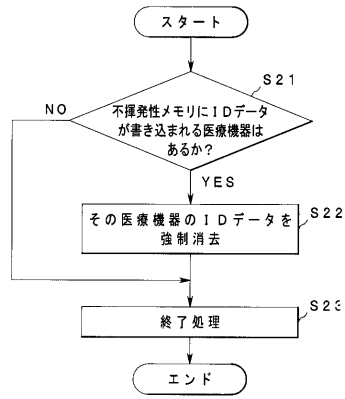 スタート
S21
不揮発性メモリにIDデータ
が書き込まれる医療機器は
あるか？
NO
YES
S22
その医療機器のIDデータを
強制消去
S23
終了処理
エンド